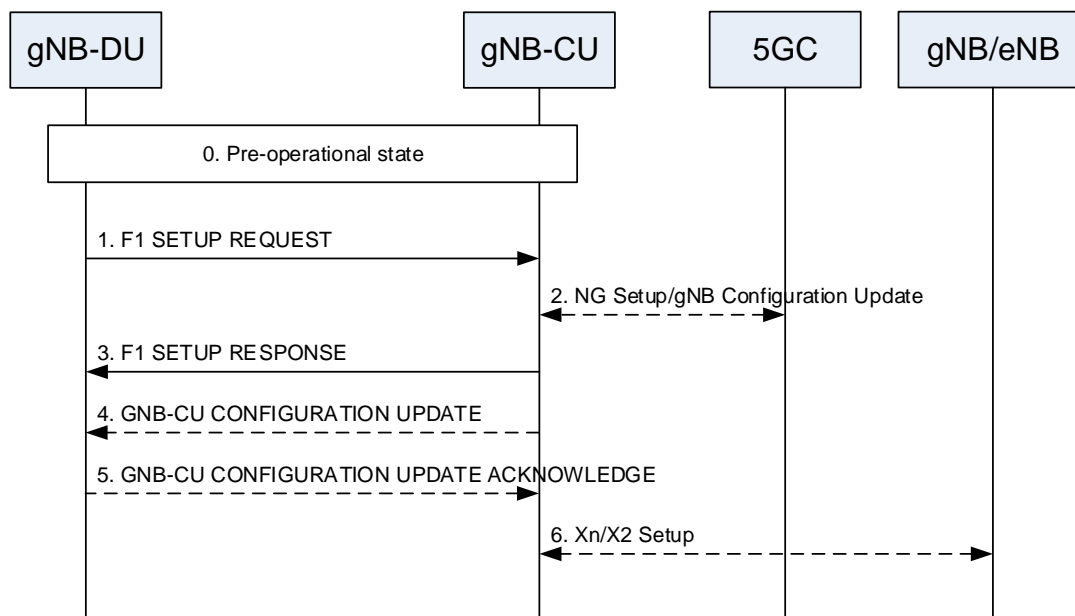 gNB-DU
gNB-CU
5GC
gNB/eNB
0. Pre-operational state
1. F1 SETUP REQUEST
2. NG Setup/gNB Configuration Update
3. F1 SETUP RESPONSE
4. GNB-CU CONFIGURATION UPDATE
5. GNB-CU CONFIGURATION UPDATE ACKNOWLEDGE
6. Xn/X2 Setup